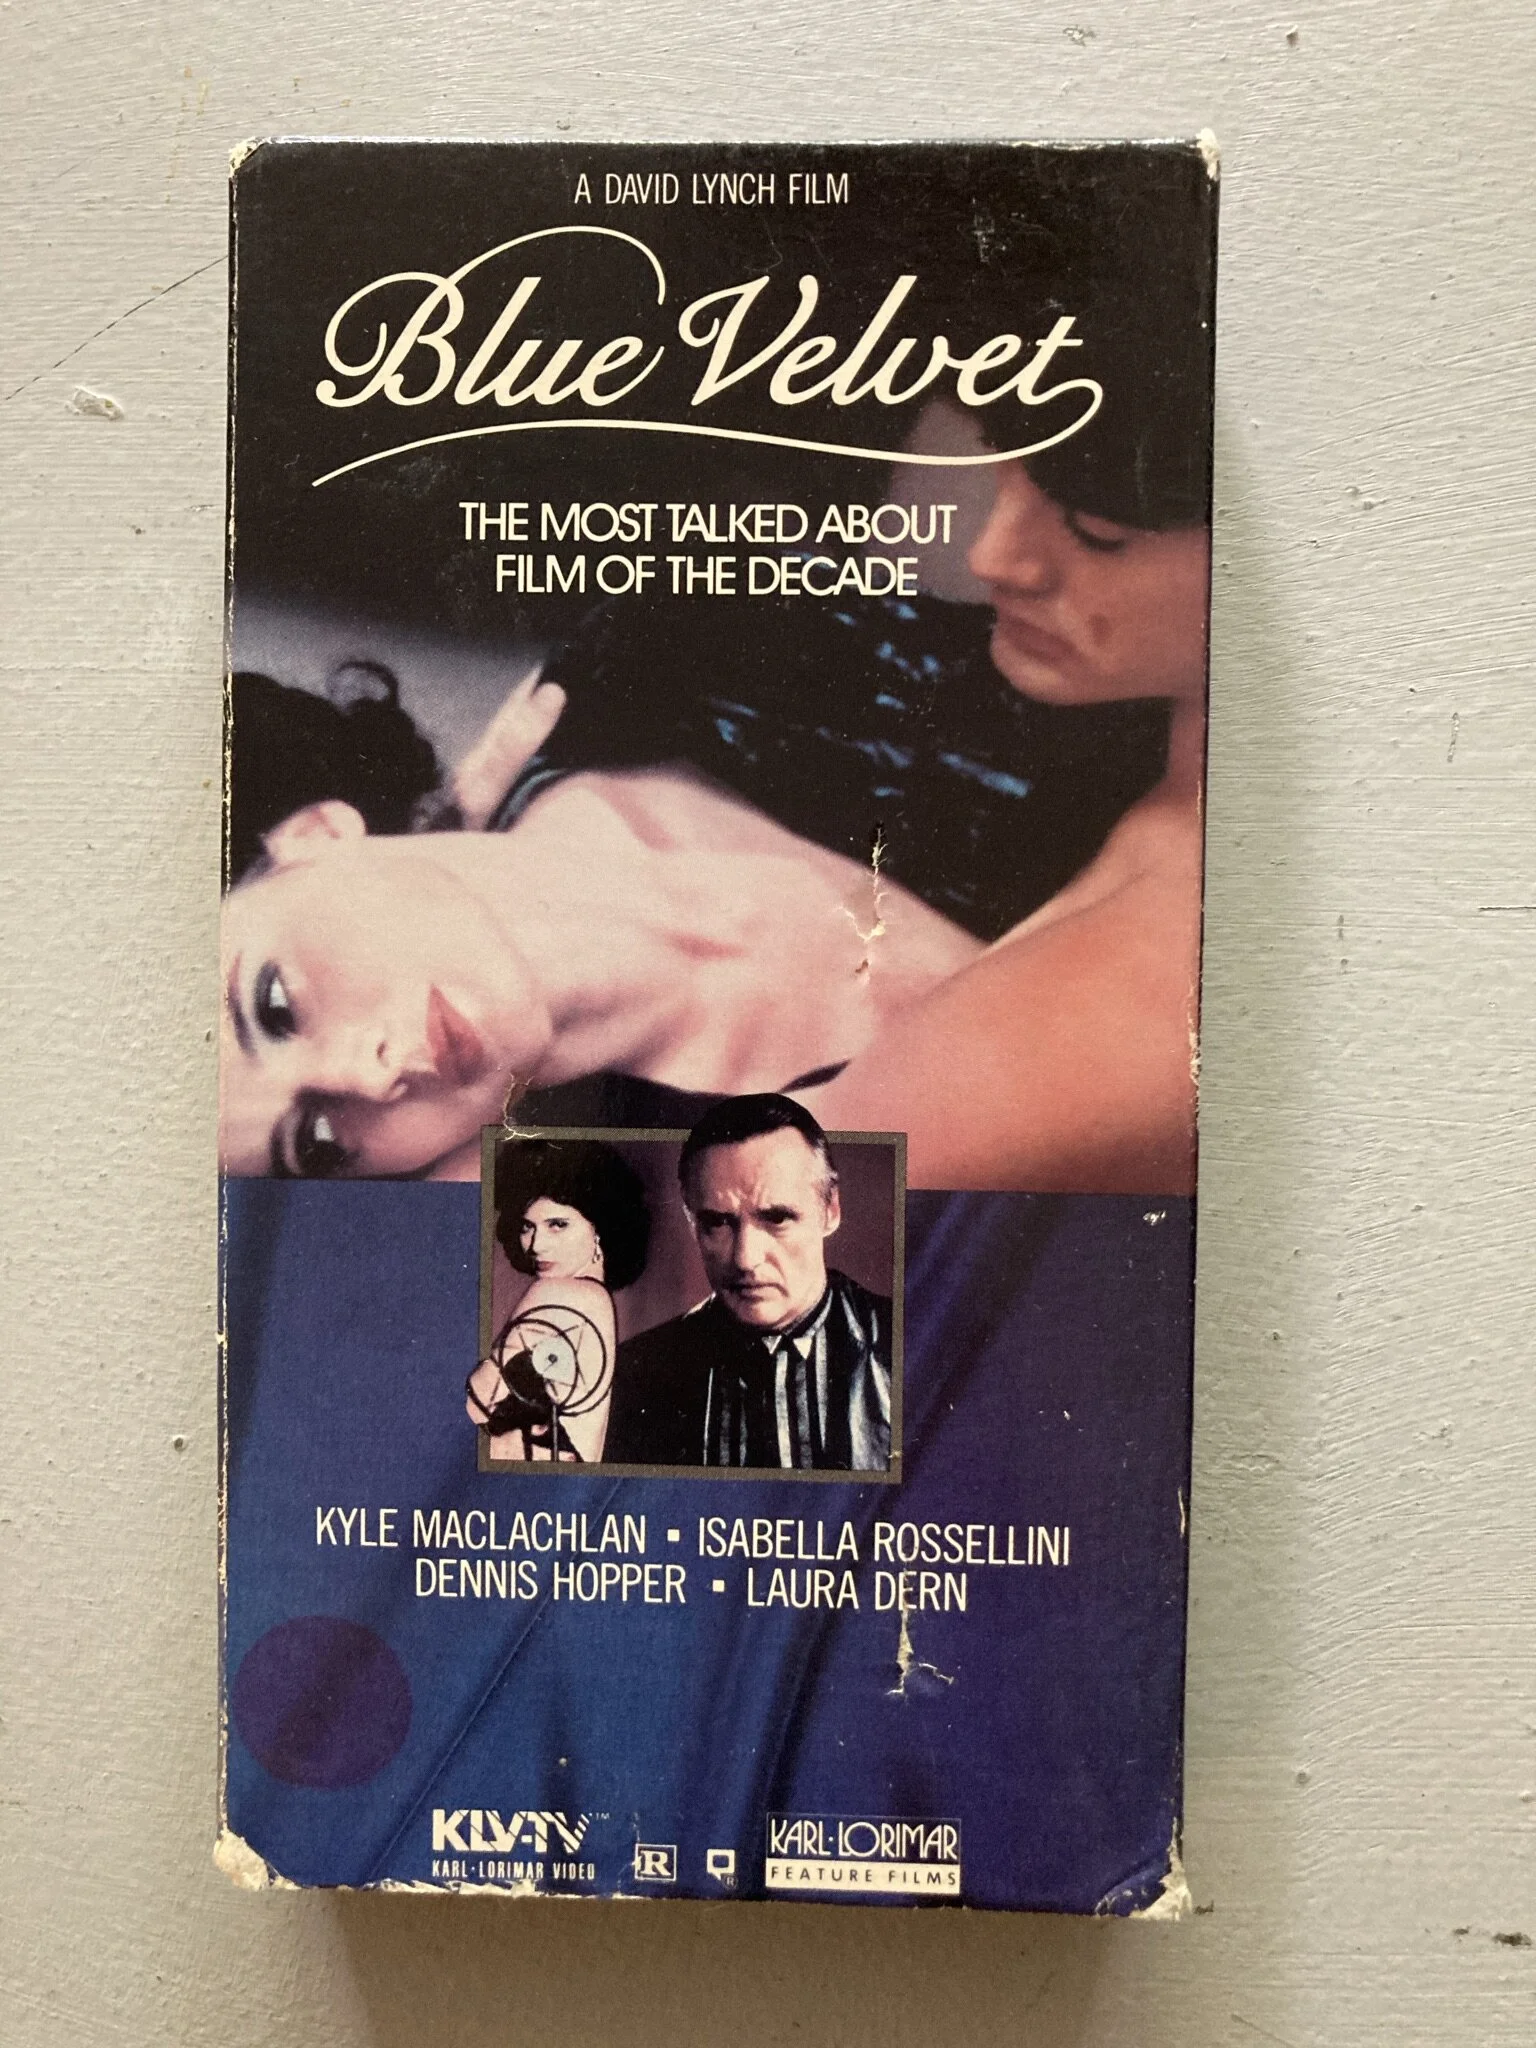 A DAVID LYNCH FILM
Blue Velvet
THE MOST TALKED ABOUT
FILM OF THE DECADE
KYLE MACLACHLAN ▪ ISABELLA ROSSELLINI
DENNIS HOPPER ▪ LAURA DERN
KLV-TV™
KARL·LORIMAR VIDEO
R
®
KARL·LORIMAR
FEATURE FILMS